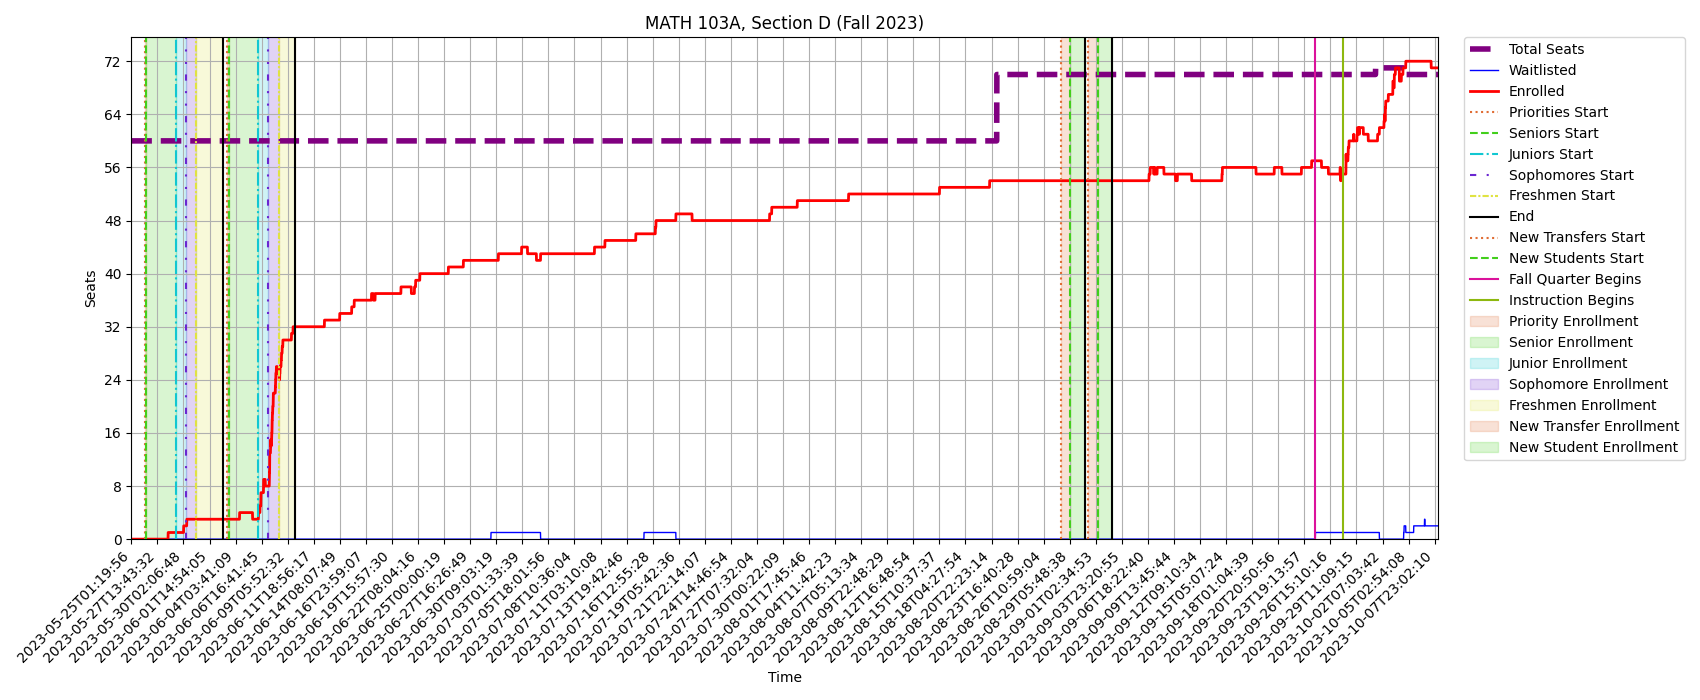 MATH 103A, Section D (Fall 2023)
Seats
72
64
56
48
40
32
24
16
8
0
2023-05-25T01:19:56
2023-05-27T13:43:32
2023-05-30T02:06:48
2023-06-01T14:54:05
2023-06-04T03:41:09
2023-06-06T16:41:45
2023-06-09T05:52:32
2023-06-11T18:56:17
2023-06-14T08:07:49
2023-06-16T23:59:07
2023-06-19T15:57:30
2023-06-22T08:04:16
2023-06-25T00:00:19
2023-06-27T16:26:49
2023-06-30T09:03:19
2023-07-03T01:33:39
2023-07-05T18:01:56
2023-07-08T10:36:04
2023-07-11T03:10:08
2023-07-13T19:42:46
2023-07-16T12:55:28
2023-07-19T05:42:36
2023-07-21T22:14:07
2023-07-24T14:46:54
2023-07-27T07:32:04
2023-07-30T00:22:09
2023-08-01T17:45:46
2023-08-04T11:42:23
2023-08-07T05:13:34
2023-08-09T22:48:29
2023-08-12T16:48:54
2023-08-15T10:37:37
2023-08-18T04:27:54
2023-08-20T22:23:14
2023-08-23T16:40:28
2023-08-26T10:59:04
2023-08-29T05:48:38
2023-09-01T02:34:53
2023-09-03T23:20:55
2023-09-06T18:22:40
2023-09-09T13:45:44
2023-09-12T09:10:34
2023-09-15T05:07:24
2023-09-18T01:04:39
2023-09-20T20:50:56
2023-09-23T19:13:57
2023-09-26T15:10:16
2023-09-29T11:09:15
2023-10-02T07:03:42
2023-10-05T02:54:08
2023-10-07T23:02:10
Time
Total Seats
Waitlisted
Enrolled
Priorities Start
Seniors Start
Juniors Start
Sophomores Start
Freshmen Start
End
New Transfers Start
New Students Start
Fall Quarter Begins
Instruction Begins
Priority Enrollment
Senior Enrollment
Junior Enrollment
Sophomore Enrollment
Freshmen Enrollment
New Transfer Enrollment
New Student Enrollment